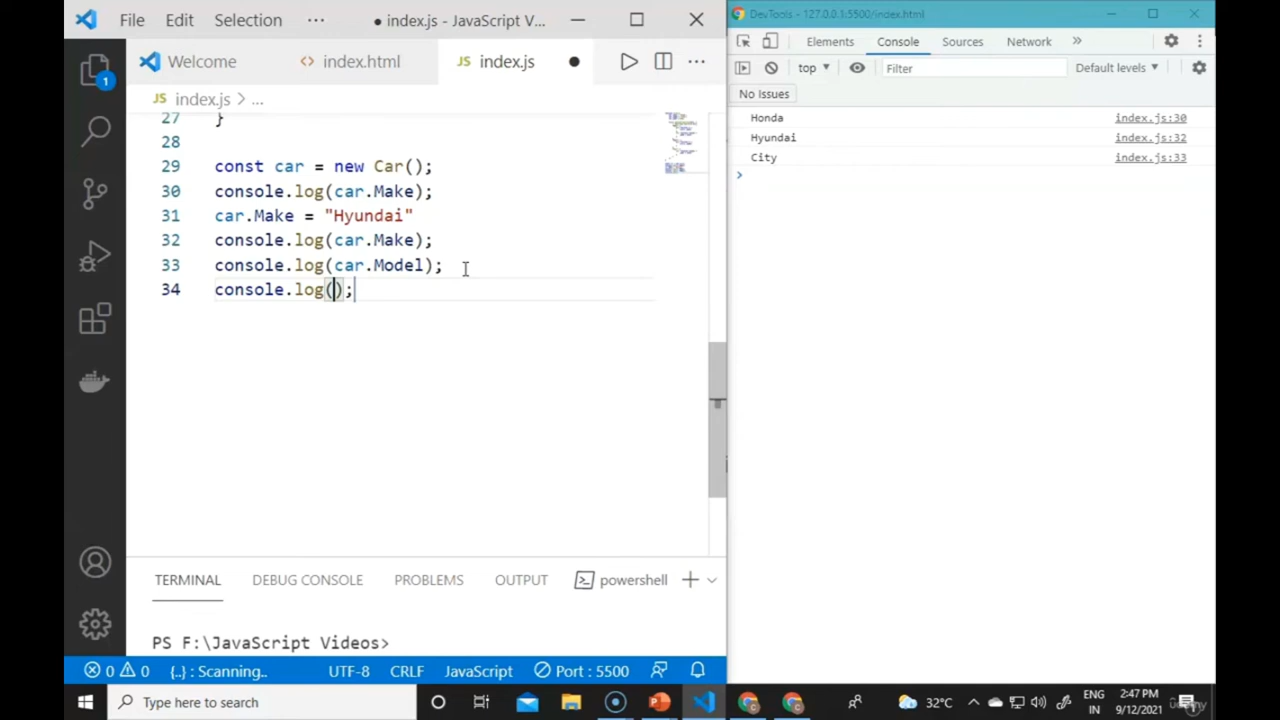 File Edit Selection ··· ● index.js - JavaScript V...
Welcome <> index.html JS index.js ●
JS index.js > ...
27 }
28
29 const car = new Car();
30 console.log(car.Make);
31 car.Make = "Hyundai"
32 console.log(car.Make);
33 console.log(car.Model);
34 console.log();
TERMINAL DEBUG CONSOLE PROBLEMS OUTPUT powershell
PS F:\JavaScript Videos>
0 0 {..} : Scanning.. UTF-8 CRLF JavaScript Port : 5500
1
DevTools - 127.0.0.1:5500/index.html
Elements Console Sources Network »
top Filter Default levels
No Issues
Honda index.js:30
Hyundai index.js:32
City index.js:33
>
Type here to search 32°C ENG 2:47 PM
IN 9/12/2021
Udemy